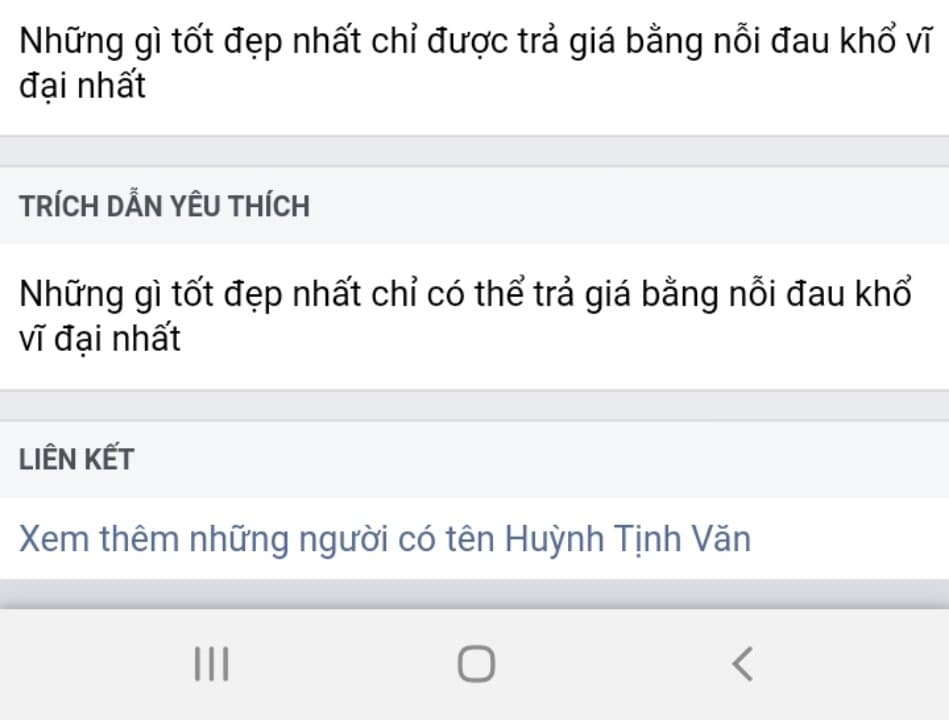 Những gì tốt đẹp nhất chỉ được trả giá bằng nỗi đau khổ vĩ
đại nhất
TRÍCH DẪN YÊU THÍCH
Những gì tốt đẹp nhất chỉ có thể trả giá bằng nỗi đau khổ
vĩ đại nhất
LIÊN KẾT
Xem thêm những người có tên Huỳnh Tịnh Văn